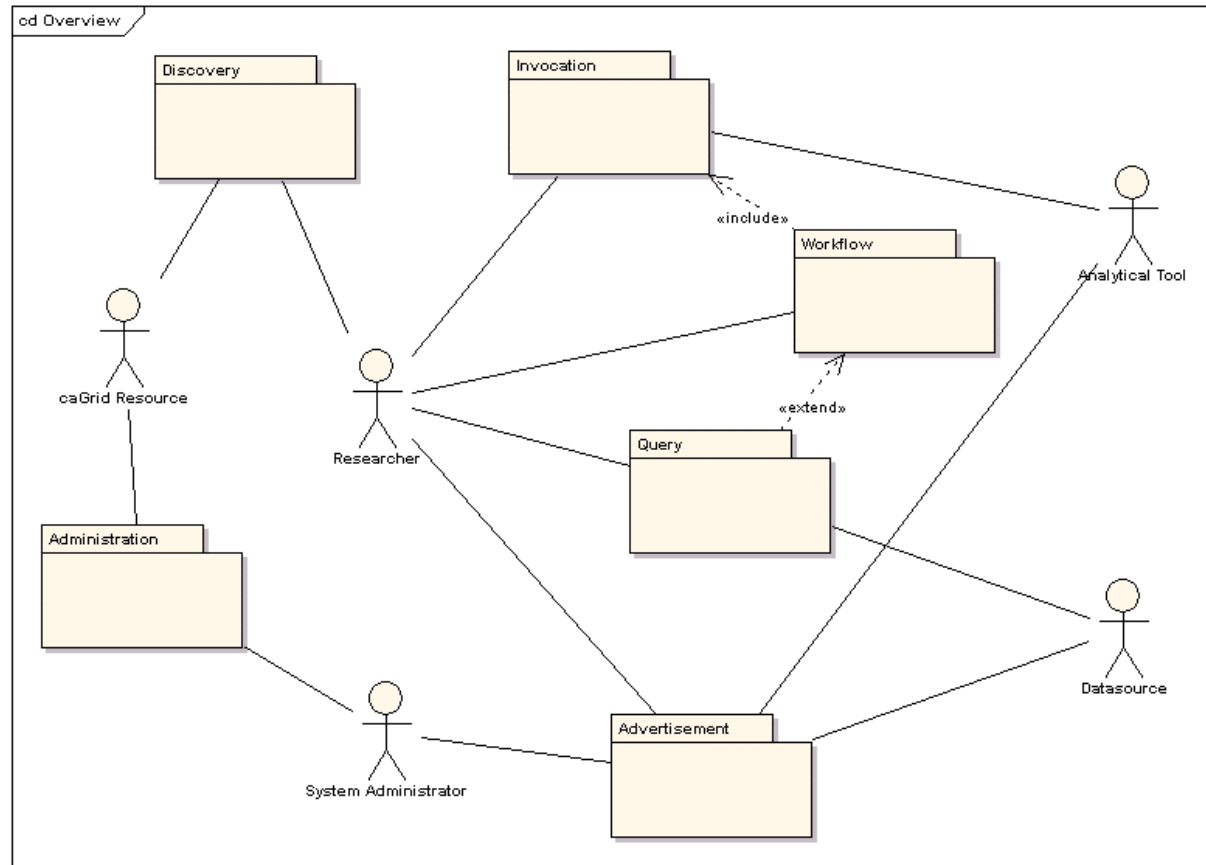 cd Overview
Discovery
Invocation
«include»
Workflow
Analytical Tool
caGrid Resource
Researcher
«extend»
Query
Administration
Datasource
System Administrator
Advertisement